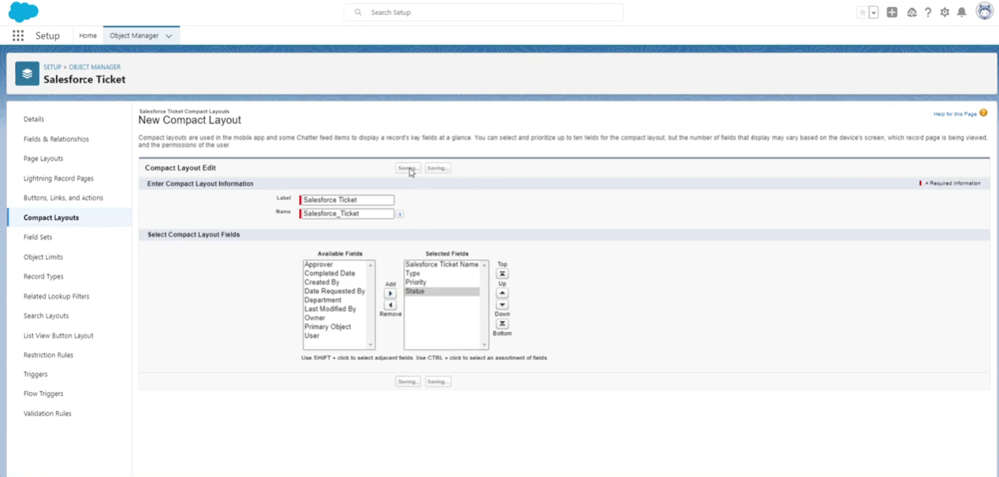 Search Setup
Setup
Home
Object Manager
SETUP > OBJECT MANAGER
Salesforce Ticket
Details
Fields & Relationships
Page Layouts
Lightning Record Pages
Buttons, Links, and Actions
Compact Layouts
Field Sets
Object Limits
Record Types
Related Lookup Filters
Search Layouts
List View Button Layout
Restriction Rules
Triggers
Flow Triggers
Validation Rules
Salesforce Ticket Compact Layouts
New Compact Layout
Help for this Page
Compact layouts are used in the mobile app and some Chatter feed items to display a record's key fields at a glance. You can select and prioritize up to ten fields for the compact layout, but the number of fields that display may vary based on the device's screen, which record page is being viewed,
and the permissions of the user.
Compact Layout Edit
Saving... Saving...
Enter Compact Layout Information
= Required Information
Label Salesforce Ticket
Name Salesforce_Ticket
Select Compact Layout Fields
Available Fields
Approver
Completed Date
Created By
Date Requested By
Department
Last Modified By
Owner
Primary Object
User
Add
Remove
Selected Fields
Salesforce Ticket Name
Type
Priority
Status
Top
Up
Down
Bottom
Use SHIFT + click to select adjacent fields. Use CTRL + click to select an assortment of fields.
Saving... Saving...